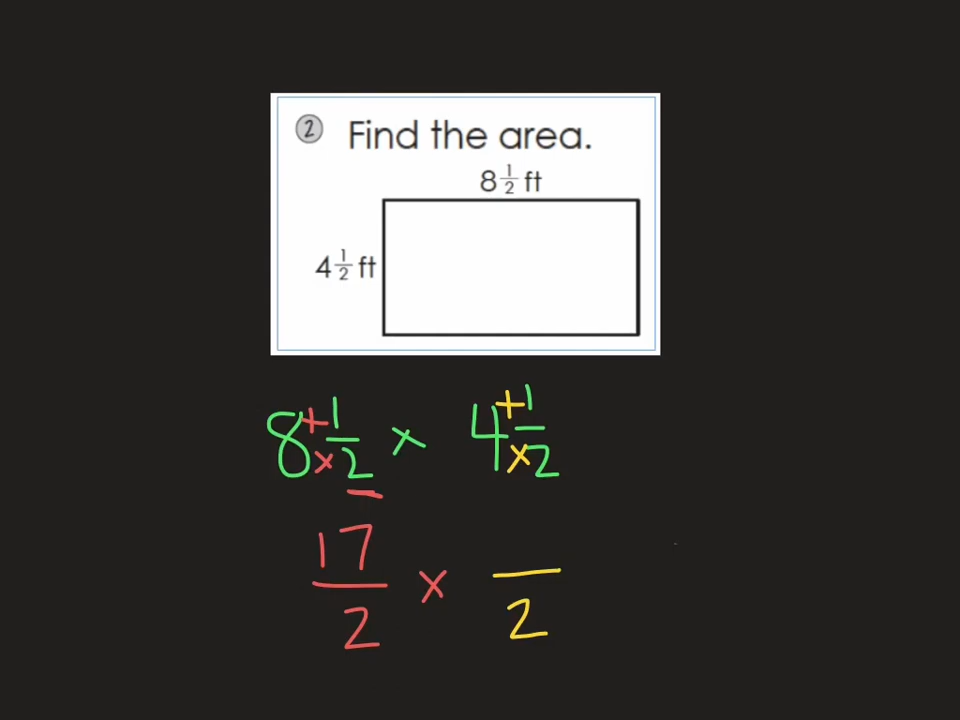 2 Find the area.
8 1/2 ft
4 1/2 ft
8 + 1/2 × × 4 + 1/2 ×
17/2 × /2